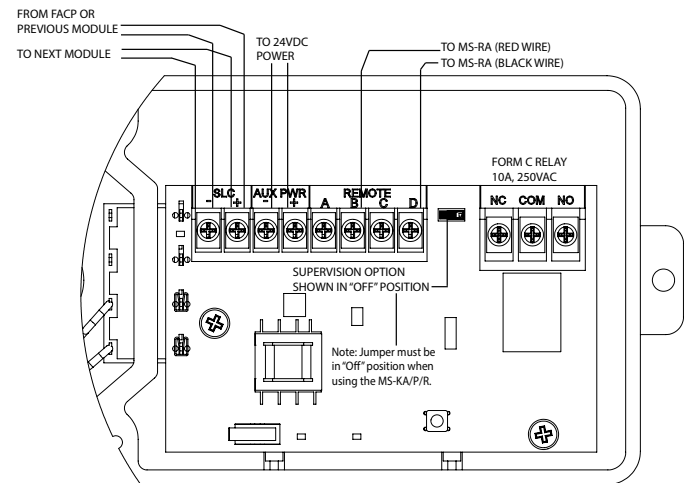 FROM FACP OR
PREVIOUS MODULE
TO NEXT MODULE
TO 24VDC
POWER
TO MS-RA (RED WIRE)
TO MS-RA (BLACK WIRE)
FORM C RELAY
10A, 250VAC
SLC AUX PWR REMOTE
- + - + A B C D
NC COM NO
SUPERVISION OPTION
SHOWN IN "OFF" POSITION
Note: Jumper must be
in "Off" position when
using the MS-KA/P/R.